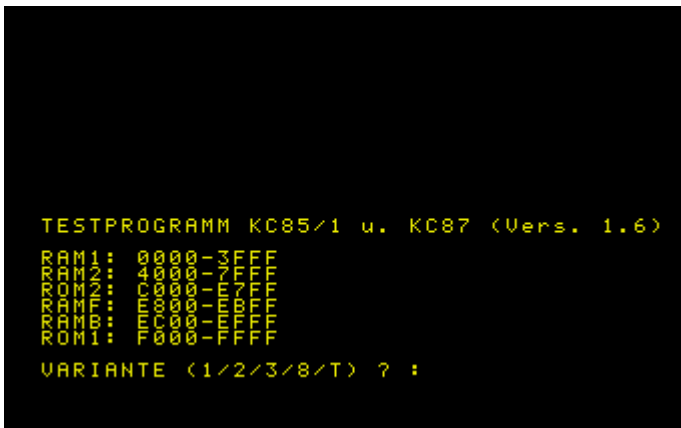 TESTPROGRAMM KC85/1 u. KC87 (Vers. 1.6)
RAM1: 0000-3FFF
RAM2: 4000-7FFF
ROM2: C000-E7FF
RAMF: E800-EBFF
RAMB: EC00-EFFF
ROM1: F000-FFFF
VARIANTE (1/2/3/8/T) ? :